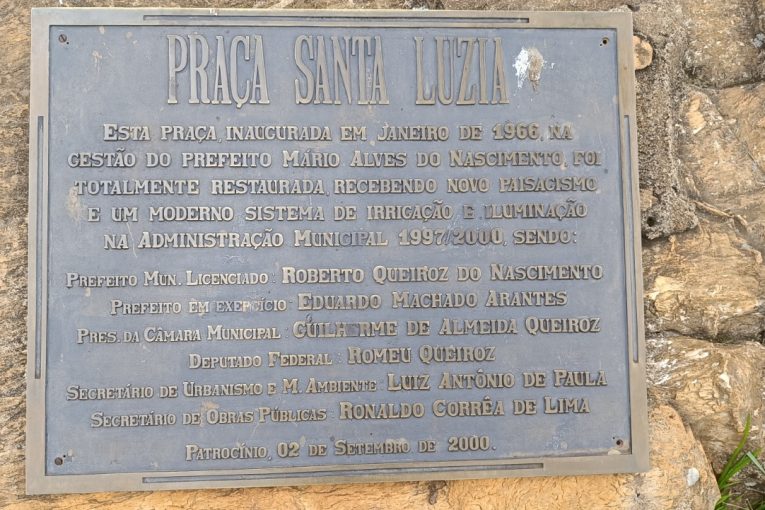 PRAÇA SANTA LUZIA
ESTA PRAÇA, INAUGURADA EM JANEIRO DE 1966, NA
GESTÃO DO PREFEITO MÁRIO ALVES DO NASCIMENTO, FOI
TOTALMENTE RESTAURADA, RECEBENDO NOVO PAISAGISMO
E UM MODERNO SISTEMA DE IRRIGAÇÃO E ILUMINAÇÃO
NA ADMINISTRAÇÃO MUNICIPAL 1997/2000, SENDO:
PREFEITO MUN. LICENCIADO: ROBERTO QUEIROZ DO NASCIMENTO
PREFEITO EM EXERCÍCIO: EDUARDO MACHADO ARANTES
PRES. DA CÂMARA MUNICIPAL: GUILHERME DE ALMEIDA QUEIROZ
DEPUTADO FEDERAL: ROMEU QUEIROZ
SECRETÁRIO DE URBANISMO E M. AMBIENTE: LUIZ ANTÔNIO DE PAULA
SECRETÁRIO DE OBRAS PÚBLICAS: RONALDO CORRÊA DE LIMA
PATROCÍNIO, 02 DE SETEMBRO DE 2000.